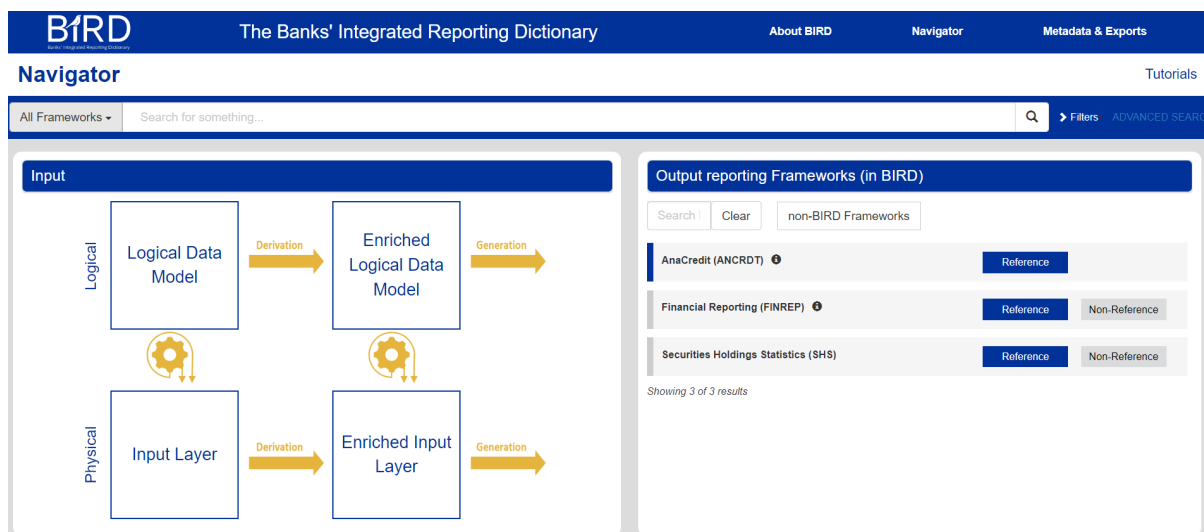 BIRD
Banks' Integrated Reporting Dictionary
The Banks' Integrated Reporting Dictionary
About BIRD
Navigator
Metadata & Exports
Navigator
Tutorials
All Frameworks
Search for something...
Filters
ADVANCED SEARC
Input
Logical
Logical Data
Model
Derivation
Enriched
Logical Data
Model
Generation
Physical
Input Layer
Derivation
Enriched Input
Layer
Generation
Output reporting Frameworks (in BIRD)
Search
Clear
non-BIRD Frameworks
AnaCredit (ANCRDT)
Reference
Financial Reporting (FINREP)
Reference
Non-Reference
Securities Holdings Statistics (SHS)
Reference
Non-Reference
Showing 3 of 3 results